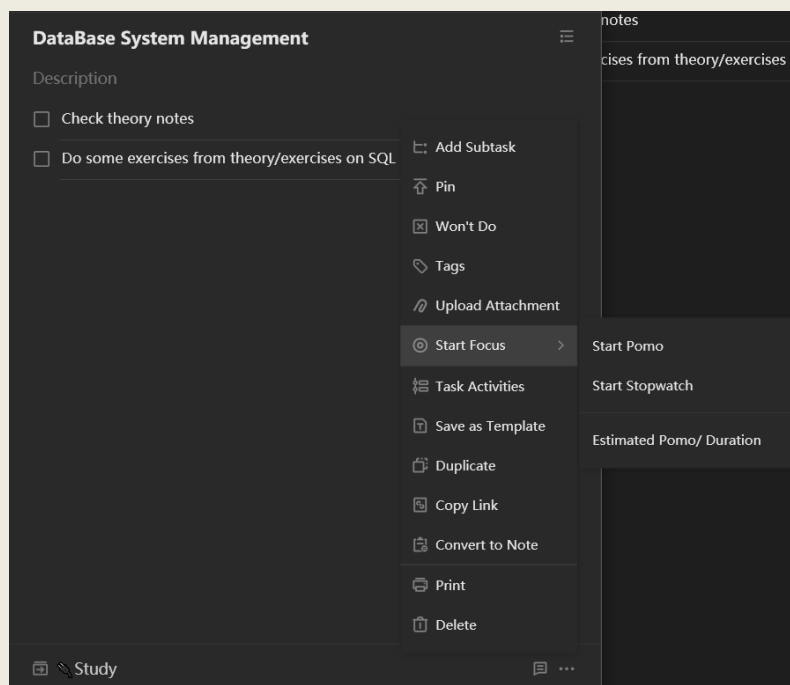 DataBase System Management
Description
Check theory notes
Do some exercises from theory/exercises on SQL
Add Subtask
Pin
Won't Do
Tags
Upload Attachment
Start Focus
Task Activities
Save as Template
Duplicate
Copy Link
Convert to Note
Print
Delete
Start Pomo
Start Stopwatch
Estimated Pomo/ Duration
Study
notes
cises from theory/exercises